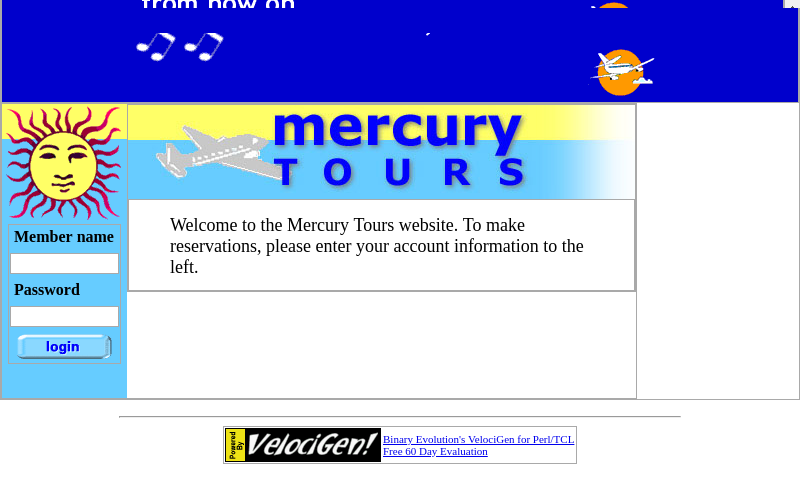 from now on
mercury
TOURS
Member name
Password
login
Welcome to the Mercury Tours website. To make
reservations, please enter your account information to the
left.
Powered
By
VelociGen!
Binary Evolution's VelociGen for Perl/TCL
Free 60 Day Evaluation